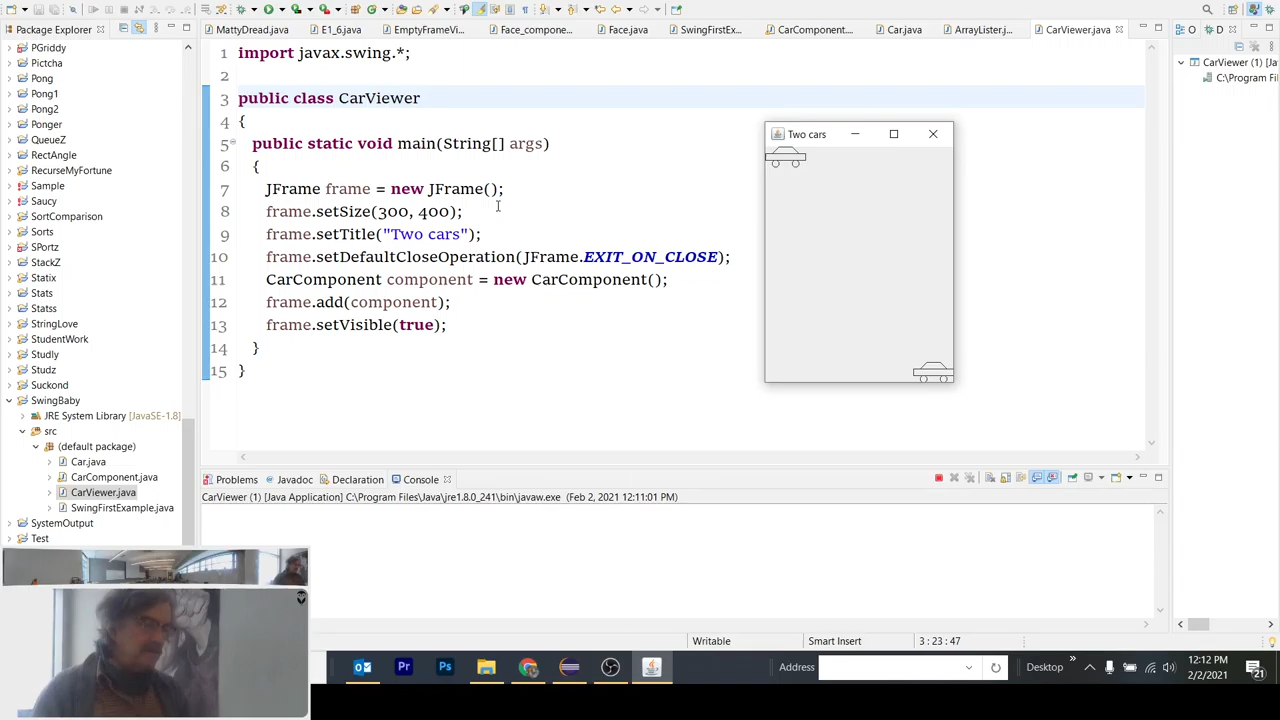 Package Explorer
MattyDread.java
E1_6.java
EmptyFrameVi...
Face_compone...
Face.java
SwingFirstEx...
CarComponent...
Car.java
ArrayLister.j...
CarViewer.java
O
D
PGriddy
Pictcha
Pong
Pong1
Pong2
Ponger
QueueZ
RectAngle
RecurseMyFortune
Sample
Saucy
SortComparison
Sorts
SPortz
StackZ
Statix
Stats
Statss
StringLove
StudentWork
Studly
Studz
Suckond
SwingBaby
JRE System Library [JavaSE-1.8]
src
(default package)
Car.java
CarComponent.java
CarViewer.java
SwingFirstExample.java
SystemOutput
Test
1 import javax.swing.*;
2
3 public class CarViewer
4 {
5 public static void main(String[] args)
6 {
7 JFrame frame = new JFrame();
8 frame.setSize(300, 400);
9 frame.setTitle("Two cars");
10 frame.setDefaultCloseOperation(JFrame.EXIT_ON_CLOSE);
11 CarComponent component = new CarComponent();
12 frame.add(component);
13 frame.setVisible(true);
14 }
15 }
Two cars
CarViewer (1) [Ja
C:\Program Fi
Problems
Javadoc
Declaration
Console
CarViewer (1) [Java Application] C:\Program Files\Java\jre1.8.0_241\bin\javaw.exe (Feb 2, 2021 12:11:01 PM)
Writable
Smart Insert
3 : 23 : 47
Pr
Ps
Address
Desktop
12:12 PM
2/2/2021
21